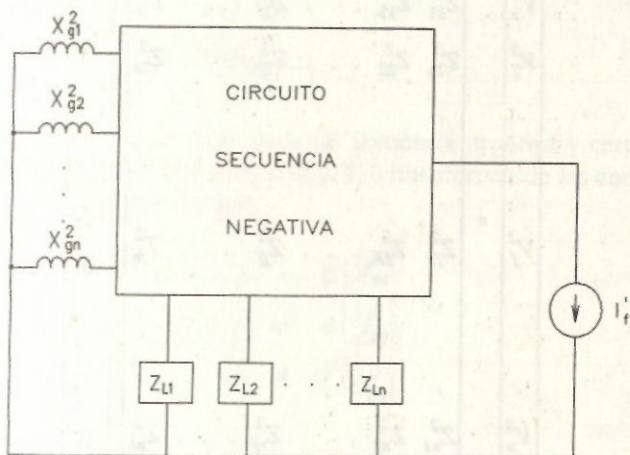 X²g1
CIRCUITO
X²g2
SECUENCIA
X²gn
NEGATIVA
I'f
ZL1
ZL2
ZLn